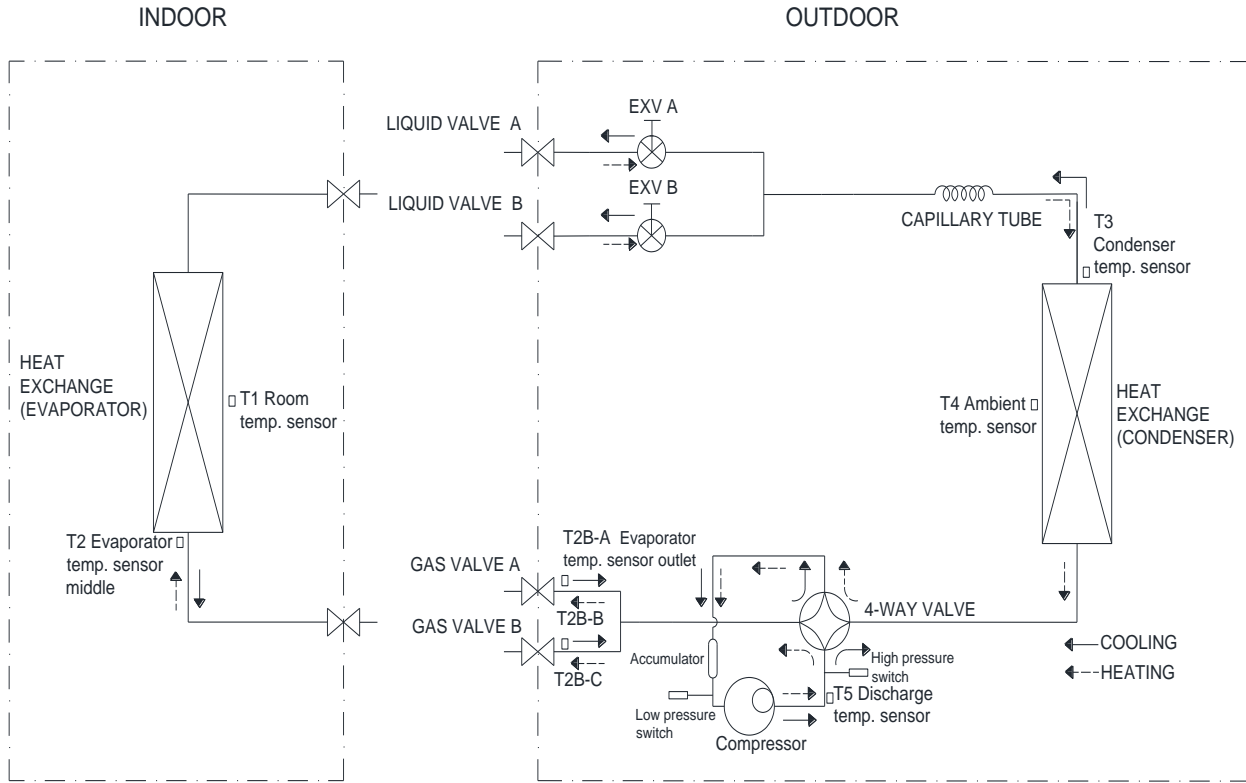 INDOOR
OUTDOOR
LIQUID VALVE A
EXV A
LIQUID VALVE B
EXV B
CAPILLARY TUBE
T3
Condenser
temp. sensor
HEAT
EXCHANGE
(EVAPORATOR)
T1 Room
temp. sensor
T4 Ambient
temp. sensor
HEAT
EXCHANGE
(CONDENSER)
T2 Evaporator
temp. sensor
middle
T2B-A Evaporator
temp. sensor outlet
GAS VALVE A
T2B-B
GAS VALVE B
T2B-C
4-WAY VALVE
Accumulator
High pressure
switch
Low pressure
switch
T5 Discharge
temp. sensor
Compressor
COOLING
HEATING